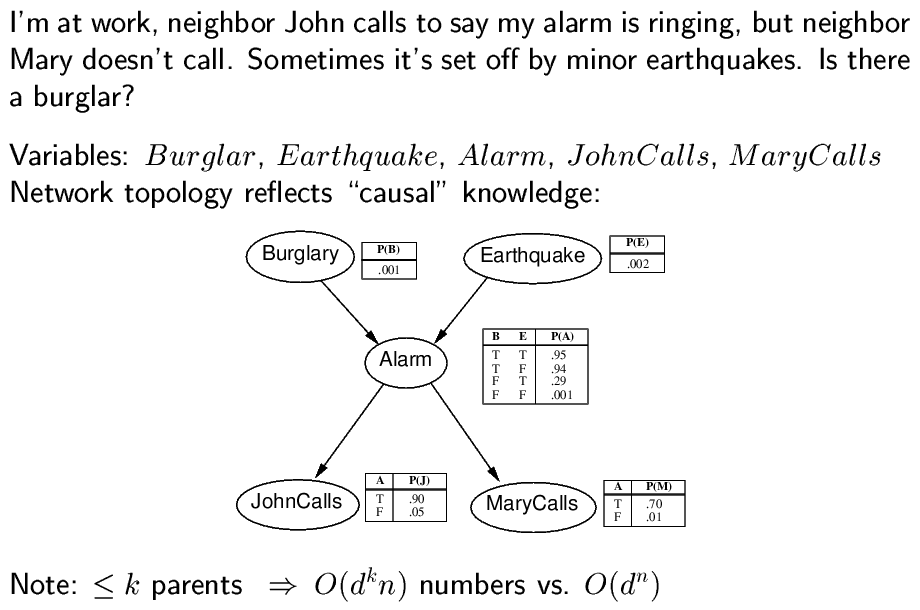 I'm at work, neighbor John calls to say my alarm is ringing, but neighbor
Mary doesn't call. Sometimes it's set off by minor earthquakes. Is there
a burglar?
Variables: Burglar, Earthquake, Alarm, JohnCalls, MaryCalls
Network topology reflects “causal” knowledge:
Burglary
P(B)
.001
Earthquake
P(E)
.002
Alarm
B E P(A)
T T .95
T F .94
F T .29
F F .001
JohnCalls
A P(J)
T .90
F .05
MaryCalls
A P(M)
T .70
F .01
Note: ≤ k parents ⇒ O(dᵏn) numbers vs. O(dⁿ)